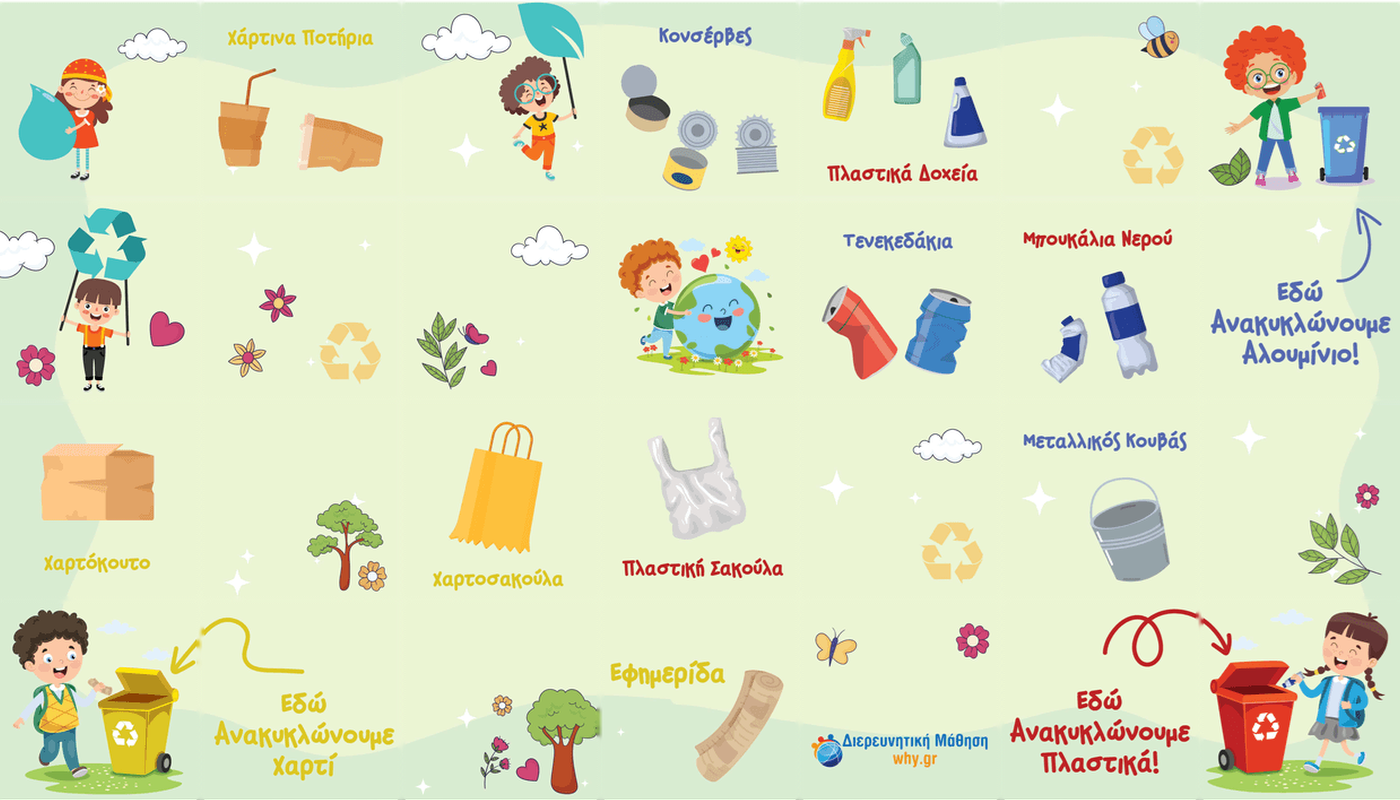 Χάρτινα Ποτήρια
Κονσέρβες
Πλαστικά Δοχεία
Τενεκεδάκια
Μπουκάλια Νερού
Εδώ
Ανακυκλώνουμε
Αλουμίνιο!
Χαρτόκουτο
Χαρτοσακούλα
Πλαστική Σακούλα
Μεταλλικός Κουβάς
Εδώ
Ανακυκλώνουμε
Χαρτί
Εφημερίδα
Διερευνητική Μάθηση
why.gr
Εδώ
Ανακυκλώνουμε
Πλαστικά!